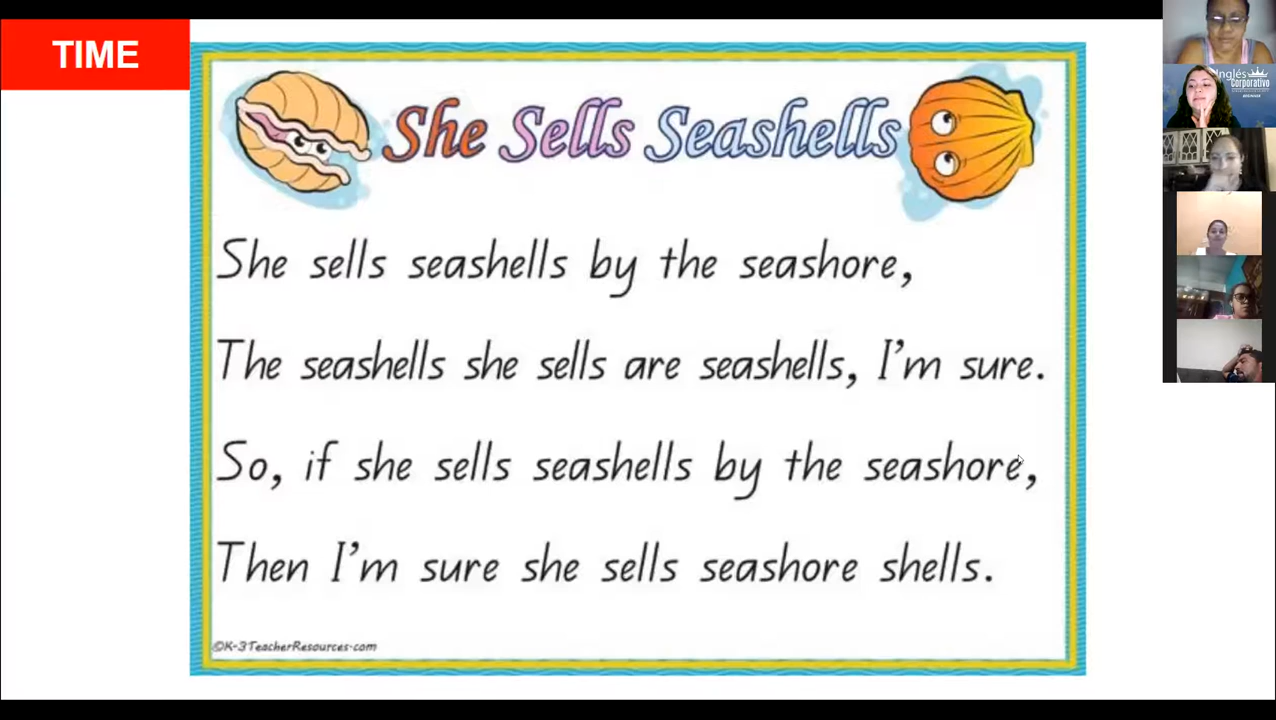 TIME
She Sells Seashells
She sells seashells by the seashore,
The seashells she sells are seashells, I'm sure.
So, if she sells seashells by the seashore,
Then I'm sure she sells seashore shells.
©K-3TeacherResources.com
Inglés
Corporativo